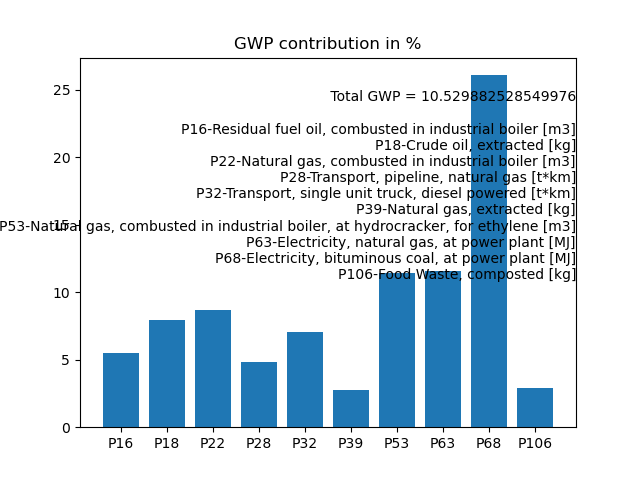 GWP contribution in %
25
20
15
10
5
0
Total GWP = 10.529882528549976
P16-Residual fuel oil, combusted in industrial boiler [m3]
P18-Crude oil, extracted [kg]
P22-Natural gas, combusted in industrial boiler [m3]
P28-Transport, pipeline, natural gas [t*km]
P32-Transport, single unit truck, diesel powered [t*km]
P39-Natural gas, extracted [kg]
P53-Natural gas, combusted in industrial boiler, at hydrocracker, for ethylene [m3]
P63-Electricity, natural gas, at power plant [MJ]
P68-Electricity, bituminous coal, at power plant [MJ]
P106-Food Waste, composted [kg]
P16 P18 P22 P28 P32 P39 P53 P63 P68 P106